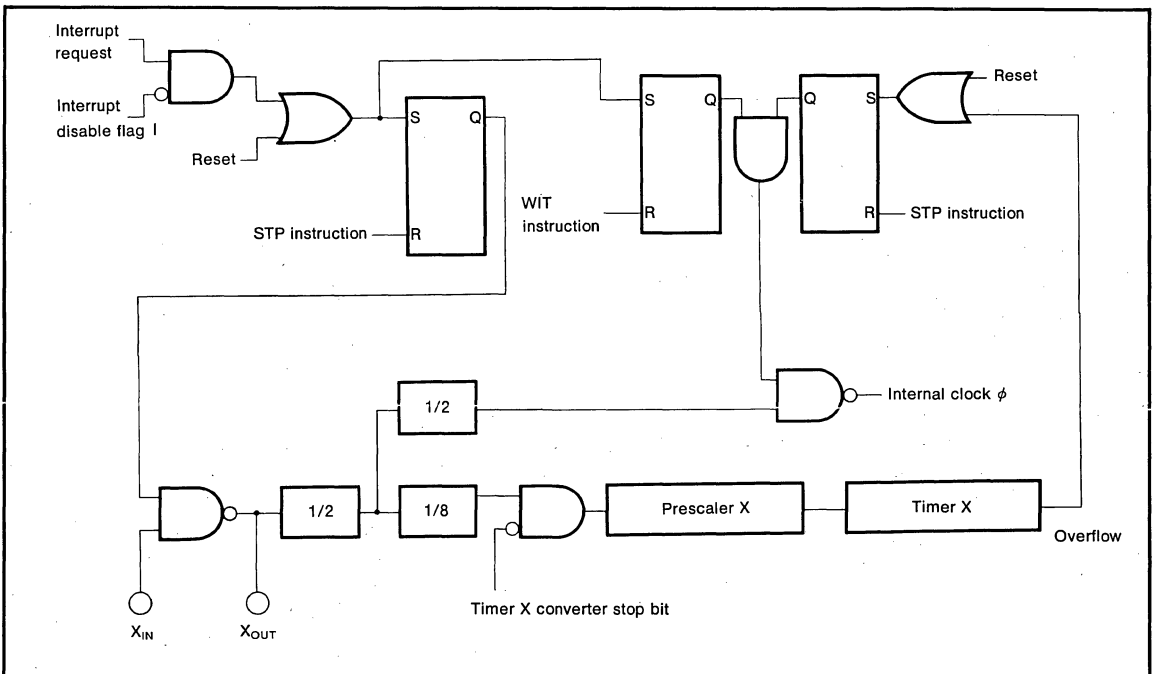 Interrupt
request
Interrupt
disable flag I
Reset
S
Q
R
STP instruction
WIT
instruction
S
Q
R
Q
S
R
Reset
STP instruction
1/2
Internal clock ϕ
1/2
1/8
Prescaler X
Timer X
Overflow
Timer X converter stop bit
XIN
XOUT